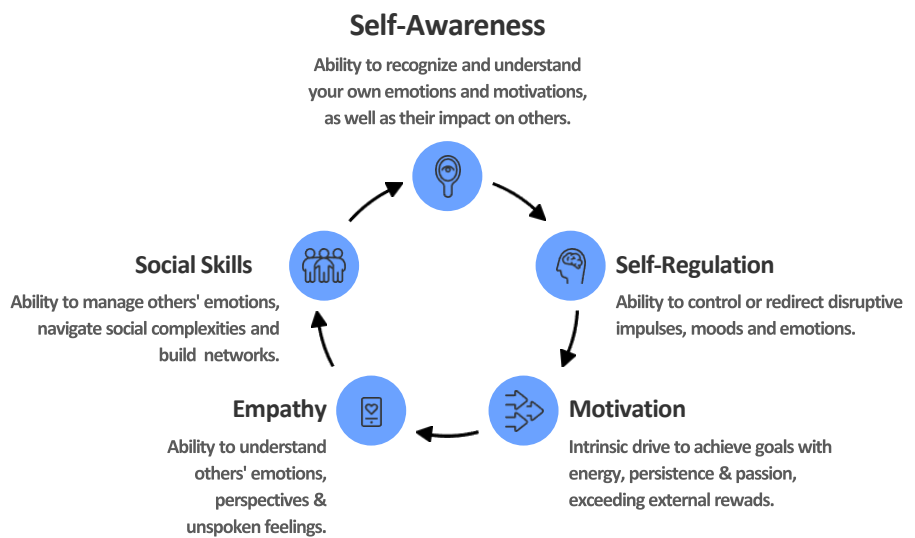 Self-Awareness
Ability to recognize and understand
your own emotions and motivations,
as well as their impact on others.
Social Skills
Ability to manage others' emotions,
navigate social complexities and
build networks.
Self-Regulation
Ability to control or redirect disruptive
impulses, moods and emotions.
Empathy
Ability to understand
others' emotions,
perspectives &
unspoken feelings.
Motivation
Intrinsic drive to achieve goals with
energy, persistence & passion,
exceeding external rewads.